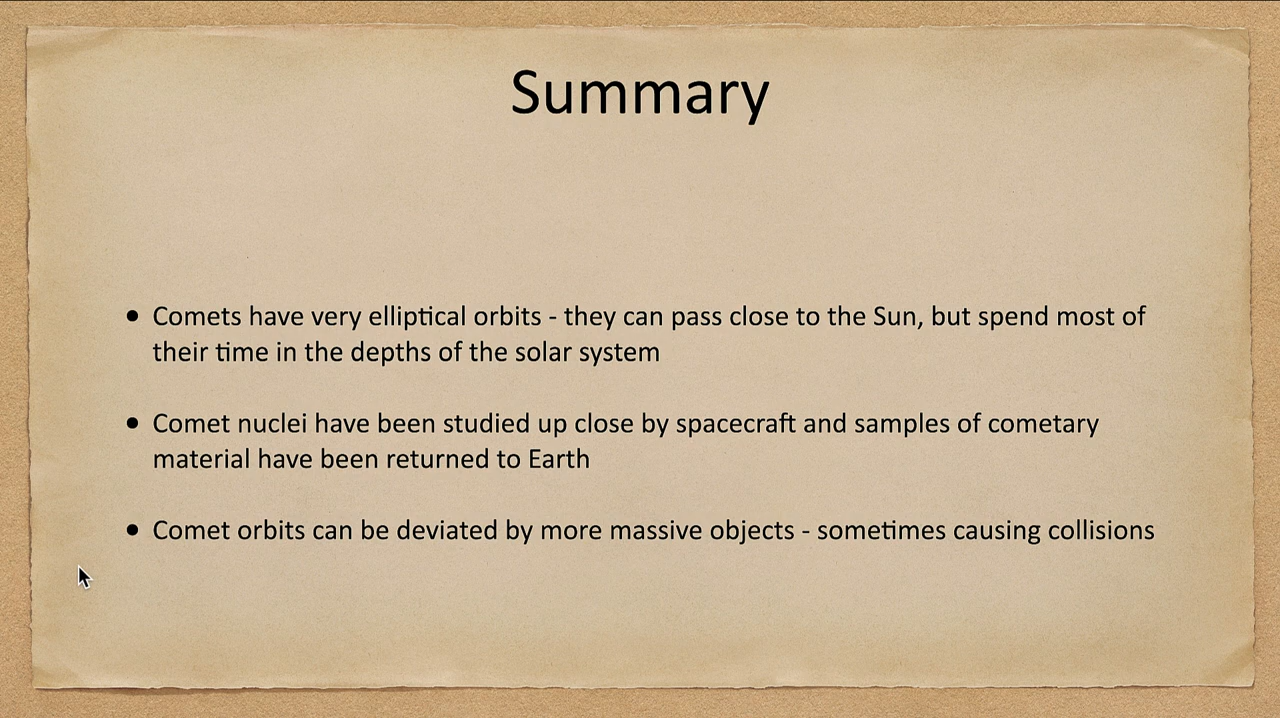 Summary
• Comets have very elliptical orbits - they can pass close to the Sun, but spend most of
their time in the depths of the solar system
• Comet nuclei have been studied up close by spacecraft and samples of cometary
material have been returned to Earth
• Comet orbits can be deviated by more massive objects - sometimes causing collisions